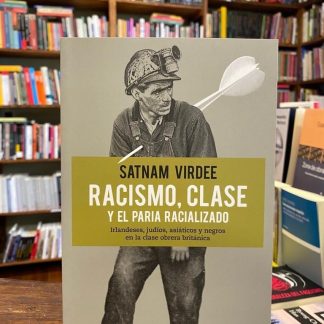 SATNAM VIRDEE
RACISMO, CLASE
Y EL PARIA RACIALIZADO
Irlandeses, judíos, asiáticos y negros
en la clase obrera británica